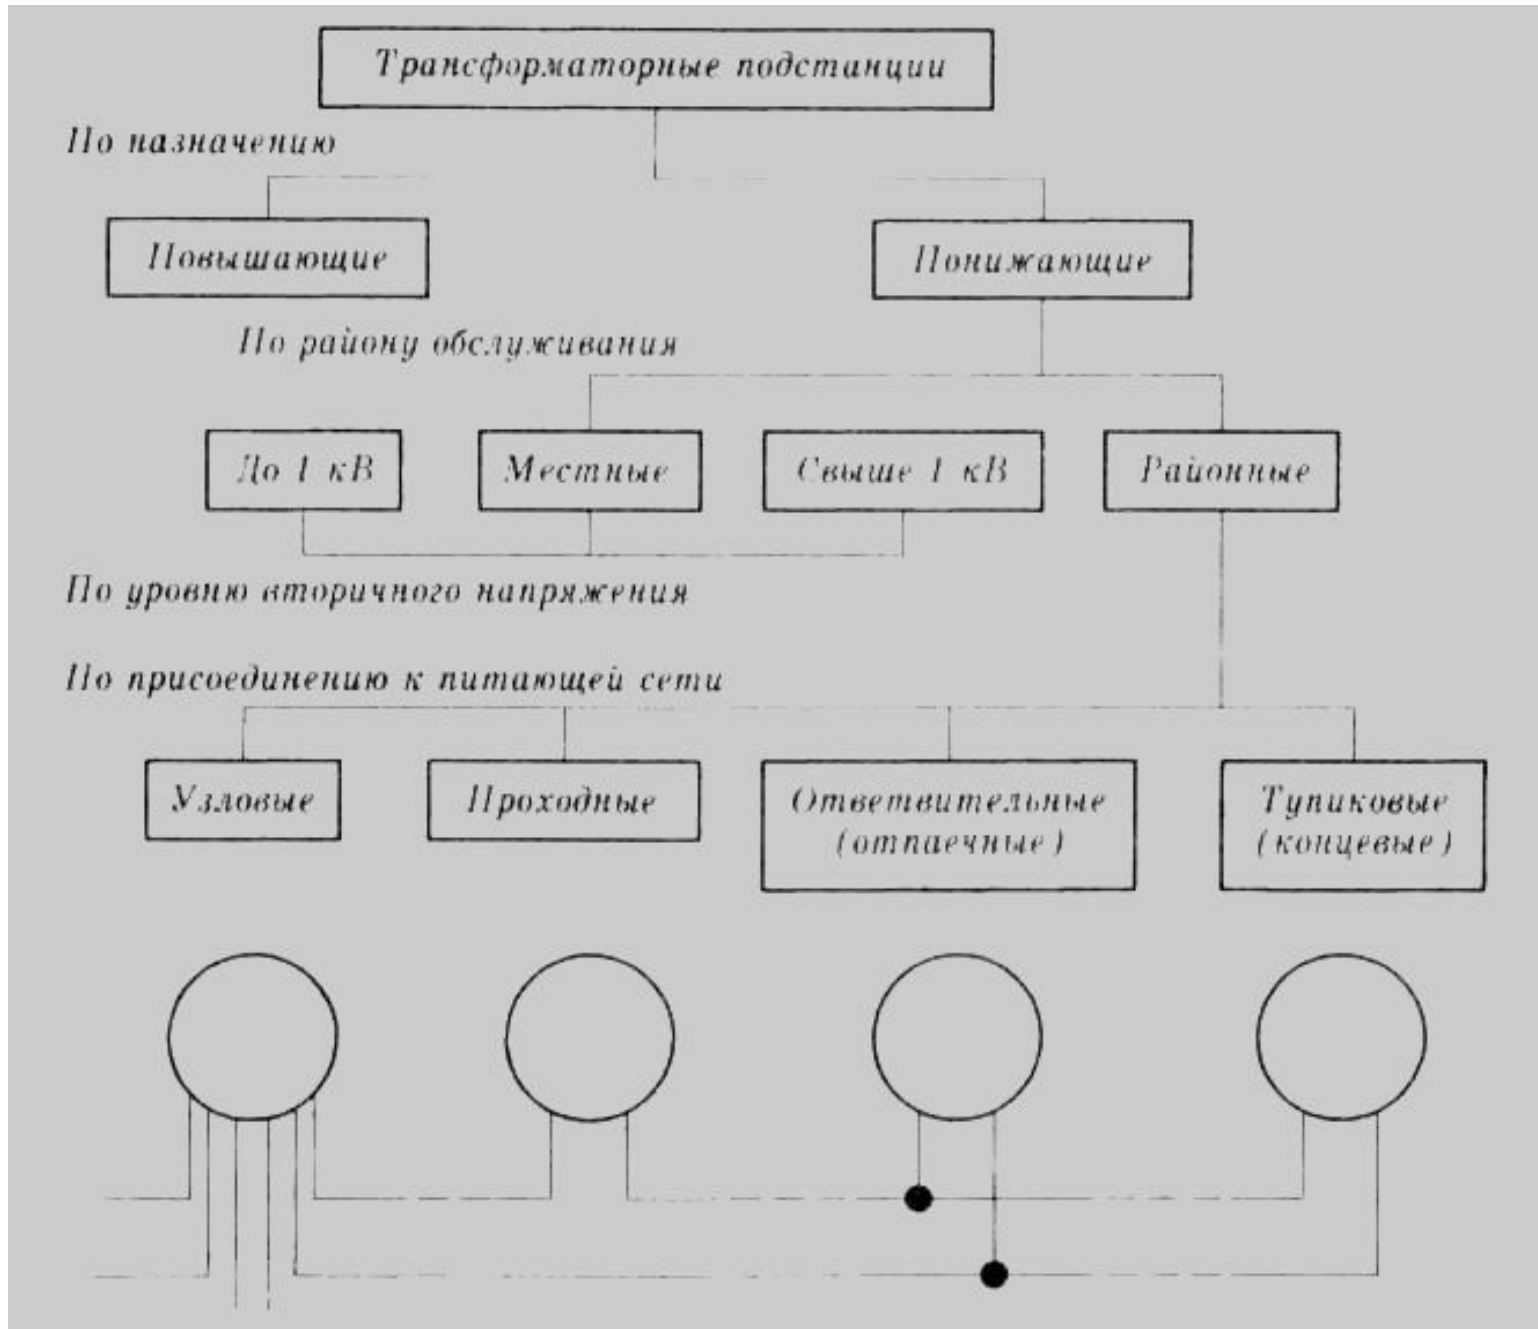 Трансформаторные подстанции
По назначению
Повышающие
Понижающие
По району обслуживания
До 1 кВ
Местные
Свыше 1 кВ
Районные
По уровню вторичного напряжения
По присоединению к питающей сети
Узловые
Проходные
Ответвительные
(отпаечные)
Тупиковые
(концевые)